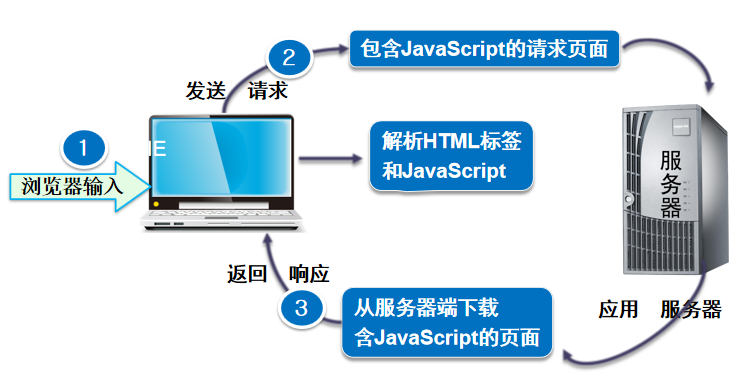 2
包含JavaScript的请求页面
发送 请求
1
E
浏览器输入
解析HTML标签
和JavaScript
服务器
返回 响应
3
从服务器端下载
含JavaScript的页面
应用 服务器